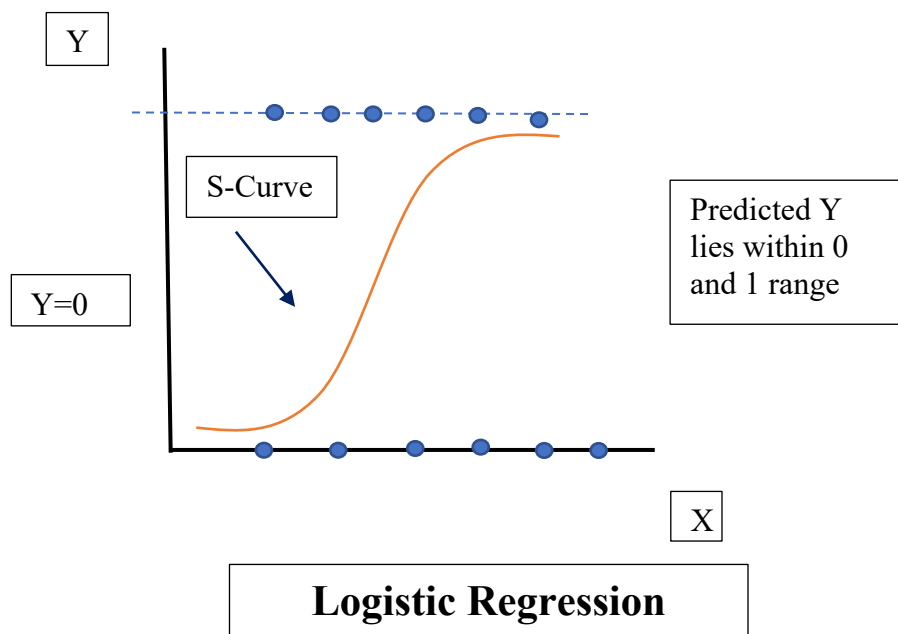 Y
S-Curve
Predicted Y
lies within 0
and 1 range
Y=0
X
Logistic Regression